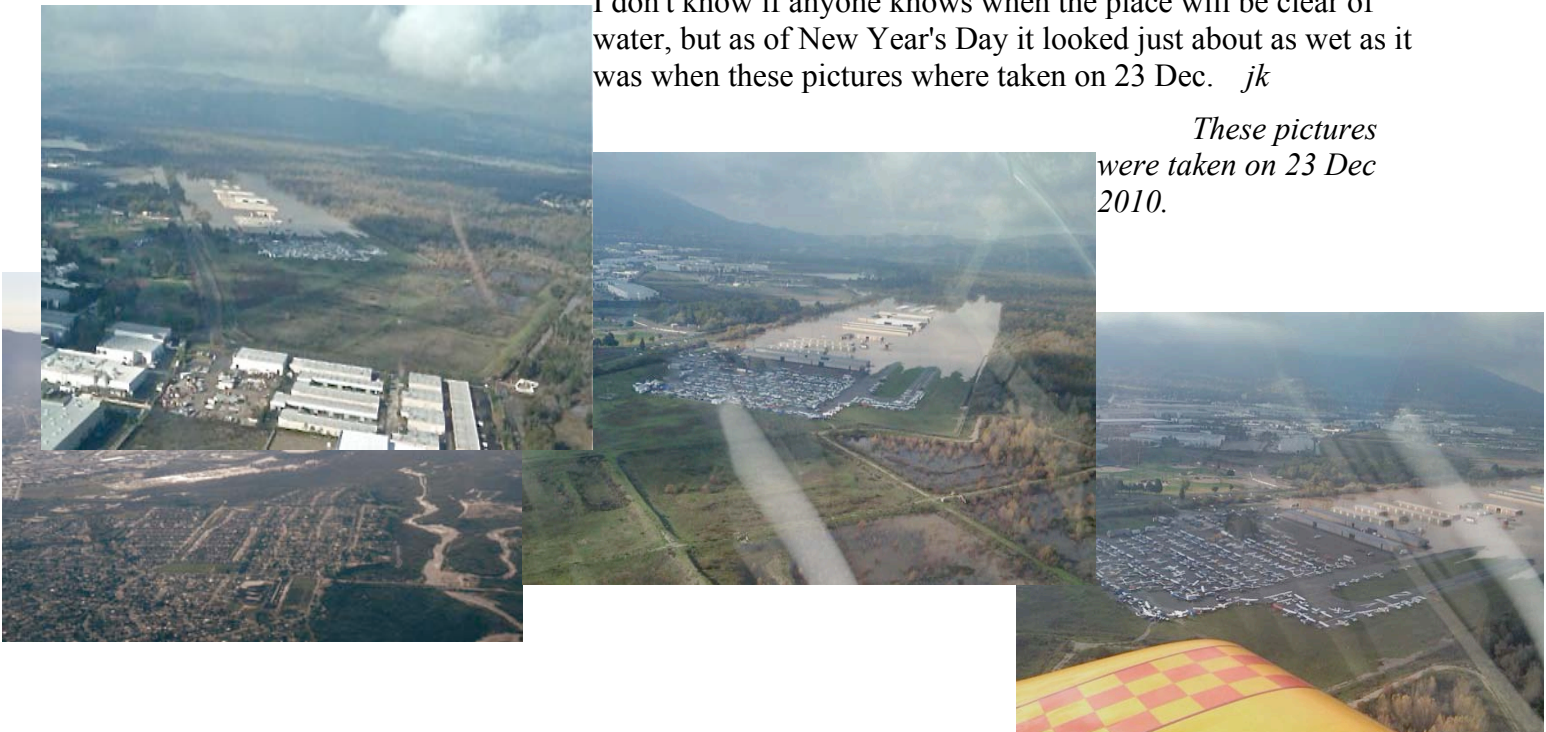 I don't know if anyone knows when the place will be clear of
water, but as of New Year's Day it looked just about as wet as it
was when these pictures where taken on 23 Dec. jk
These pictures
were taken on 23 Dec
2010.